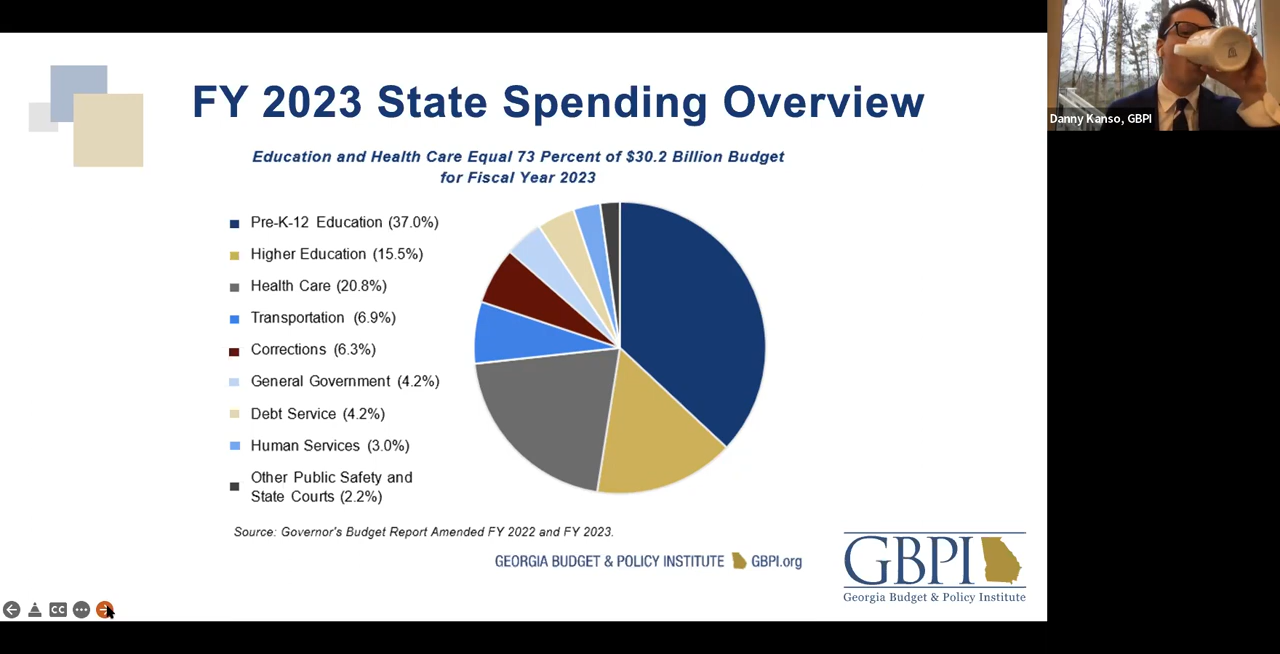 FY 2023 State Spending Overview
Education and Health Care Equal 73 Percent of $30.2 Billion Budget
for Fiscal Year 2023
Pre-K-12 Education (37.0%)
Higher Education (15.5%)
Health Care (20.8%)
Transportation (6.9%)
Corrections (6.3%)
General Government (4.2%)
Debt Service (4.2%)
Human Services (3.0%)
Other Public Safety and
State Courts (2.2%)
Source: Governor's Budget Report Amended FY 2022 and FY 2023.
GEORGIA BUDGET & POLICY INSTITUTE GBPI.org
GBPI
Georgia Budget & Policy Institute
CC
Danny Kanso, GBPI